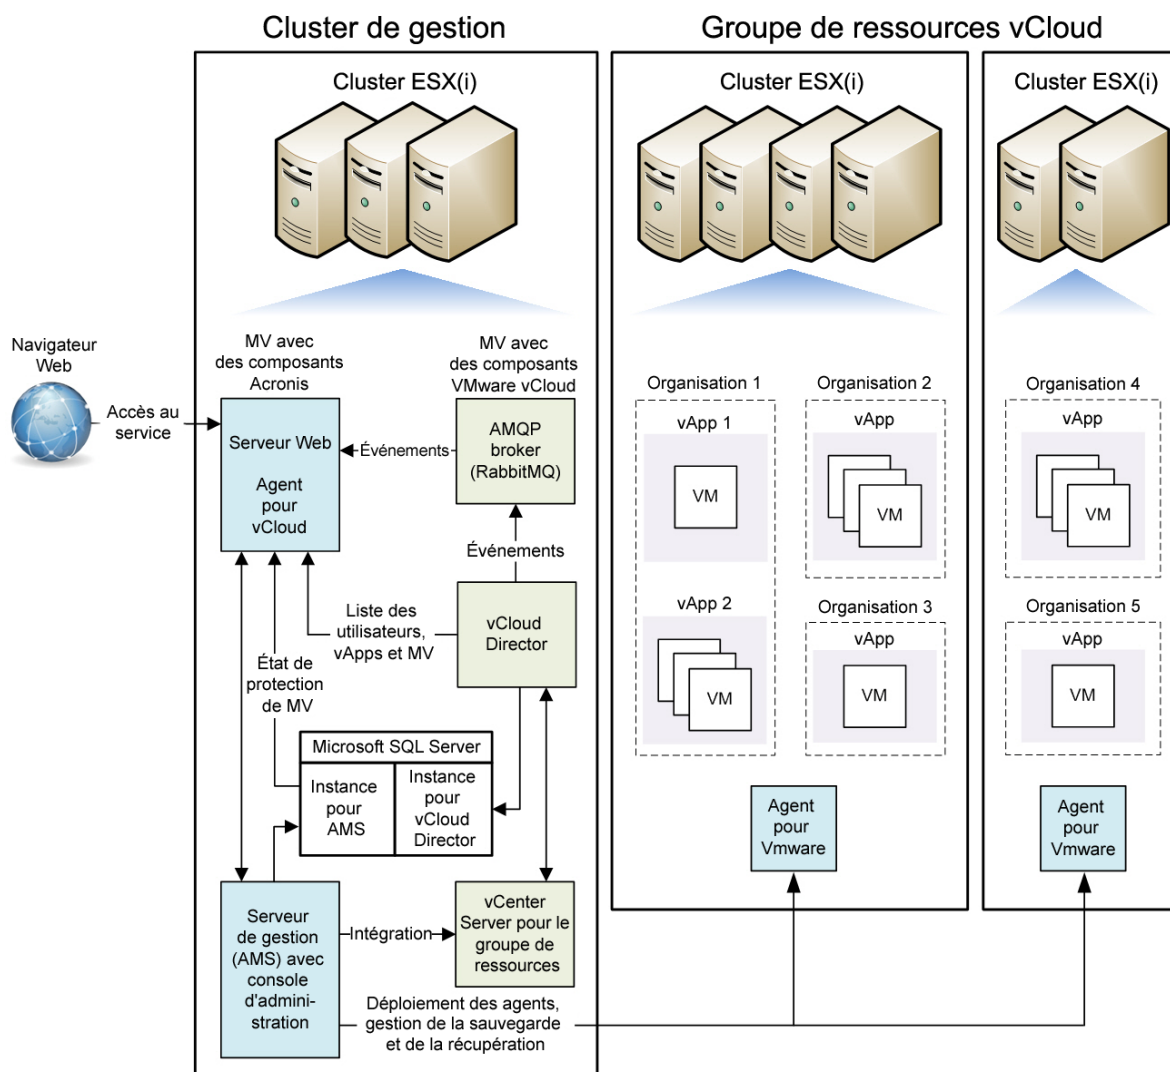 Cluster de gestion
Groupe de ressources vCloud
Cluster ESX(i)
Cluster ESX(i)
Cluster ESX(i)
Navigateur
Web
Accès au
service
MV avec
des composants
Acronis
MV avec
des composants
VMware vCloud
Serveur Web
Agent
pour
vCloud
Événements
AMQP
broker
(RabbitMQ)
Événements
Liste des
utilisateurs,
vApps et MV
vCloud
Director
État de
protection
de MV
Microsoft SQL Server
Instance
pour
AMS
Instance
pour
vCloud
Director
Serveur
de gestion
(AMS) avec
console
d'admini-
stration
Intégration
vCenter
Server pour le
groupe de
ressources
Déploiement des agents,
gestion de la sauvegarde
et de la récupération
Organisation 1
vApp 1
VM
vApp 2
VM
Organisation 2
vApp
VM
Organisation 3
vApp
VM
Agent
pour
Vmware
Organisation 4
vApp
VM
Organisation 5
vApp
VM
Agent
pour
Vmware